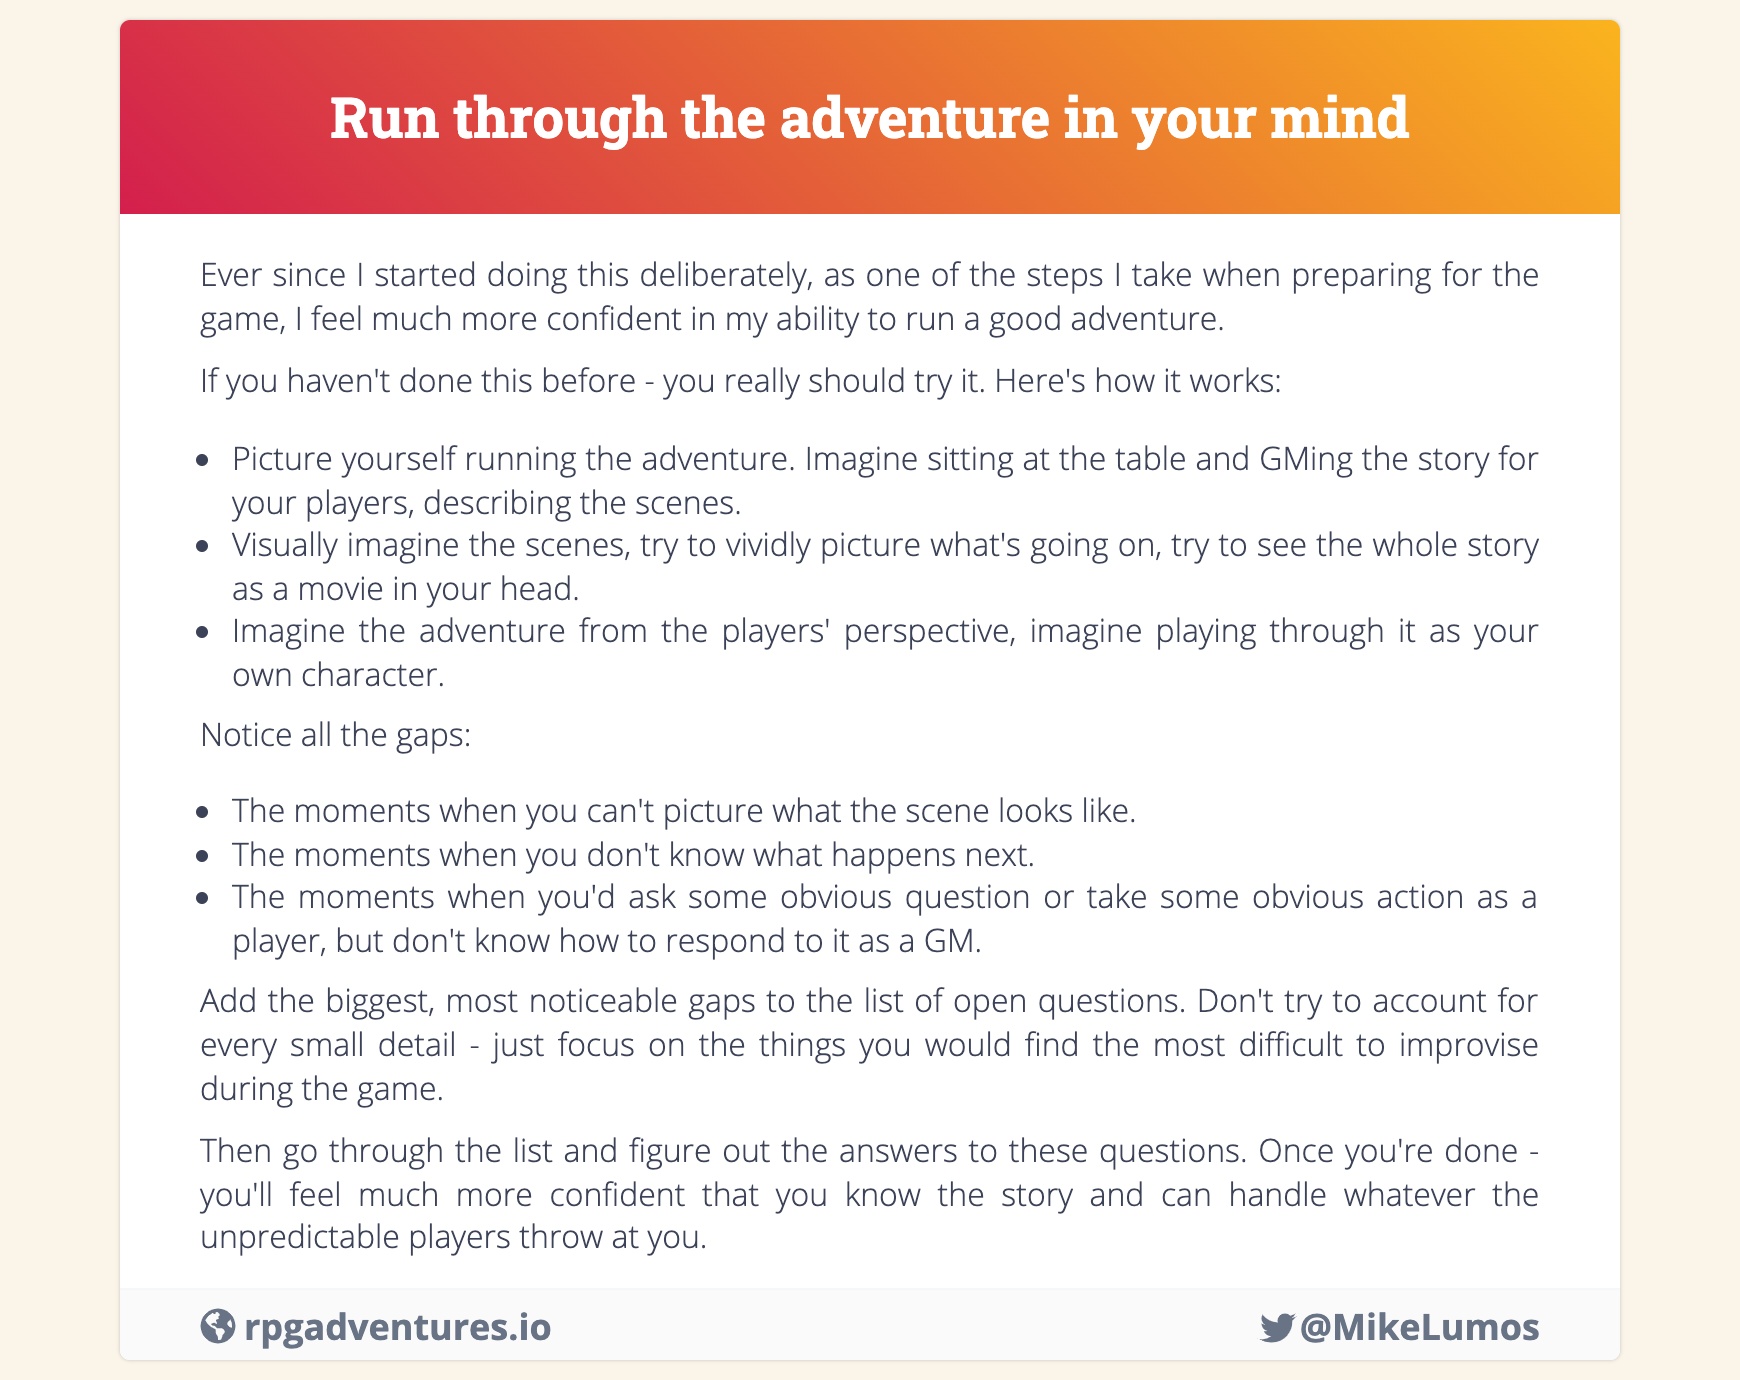 Run through the adventure in your mind
Ever since I started doing this deliberately, as one of the steps I take when preparing for the
game, I feel much more confident in my ability to run a good adventure.
If you haven't done this before - you really should try it. Here's how it works:
• Picture yourself running the adventure. Imagine sitting at the table and GMing the story for
your players, describing the scenes.
• Visually imagine the scenes, try to vividly picture what's going on, try to see the whole story
as a movie in your head.
• Imagine the adventure from the players' perspective, imagine playing through it as your
own character.
Notice all the gaps:
• The moments when you can't picture what the scene looks like.
• The moments when you don't know what happens next.
• The moments when you'd ask some obvious question or take some obvious action as a
player, but don't know how to respond to it as a GM.
Add the biggest, most noticeable gaps to the list of open questions. Don't try to account for
every small detail - just focus on the things you would find the most difficult to improvise
during the game.
Then go through the list and figure out the answers to these questions. Once you're done -
you'll feel much more confident that you know the story and can handle whatever the
unpredictable players throw at you.
rpgadventures.io
@MikeLumos